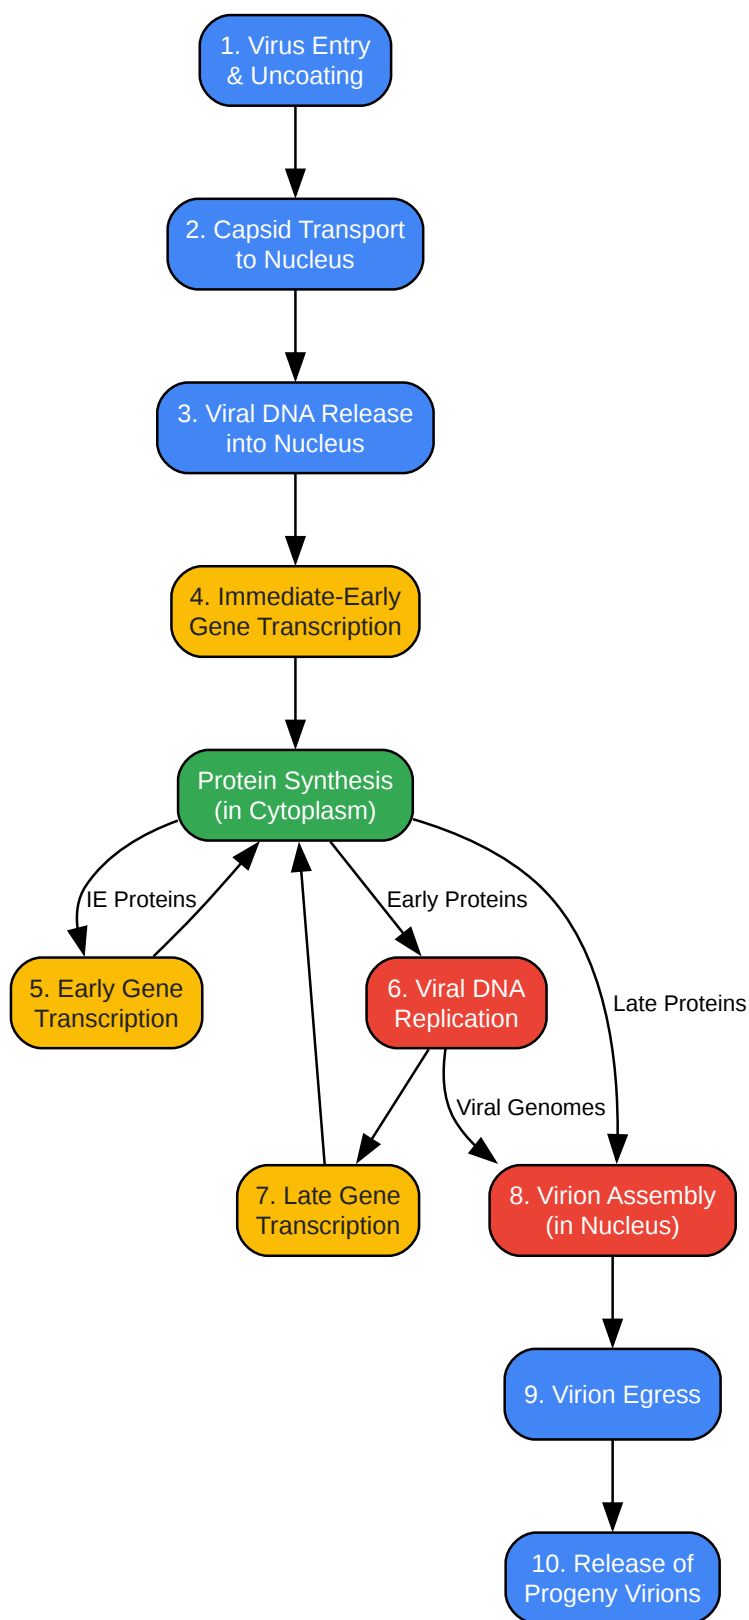 1. Virus Entry
& Uncoating
2. Capsid Transport
to Nucleus
3. Viral DNA Release
into Nucleus
4. Immediate-Early
Gene Transcription
Protein Synthesis
(in Cytoplasm)
IE Proteins
Early Proteins
5. Early Gene
Transcription
6. Viral DNA
Replication
Late Proteins
Viral Genomes
7. Late Gene
Transcription
8. Virion Assembly
(in Nucleus)
9. Virion Egress
10. Release of
Progeny Virions